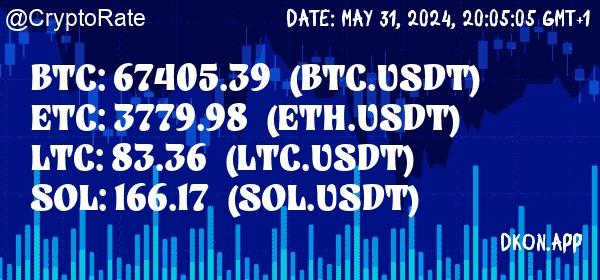 @CryptoRate
DATE: MAY 31, 2024, 20:05:05 GMT+1
BTC: 67405.39 (BTC.USDT)
ETC: 3779.98 (ETH.USDT)
LTC: 83.36 (LTC.USDT)
SOL: 166.17 (SOL.USDT)
DKON.APP